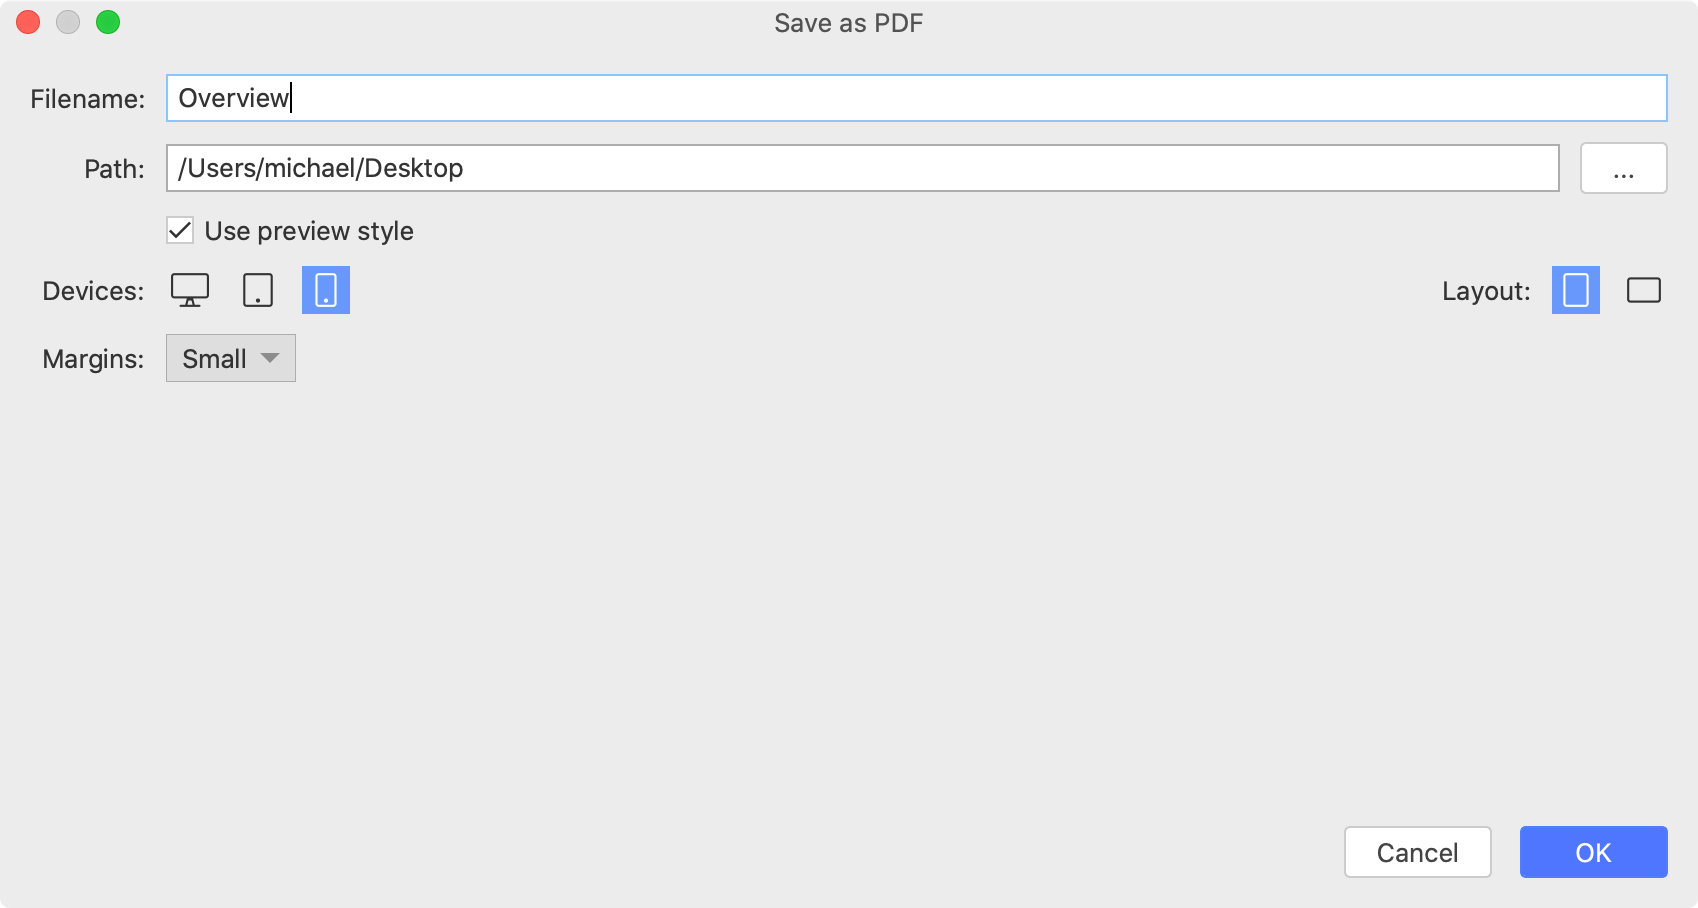 Save as PDF
Filename: Overview
Path: /Users/michael/Desktop ...
Use preview style
Devices: Layout:
Margins: Small
Cancel OK